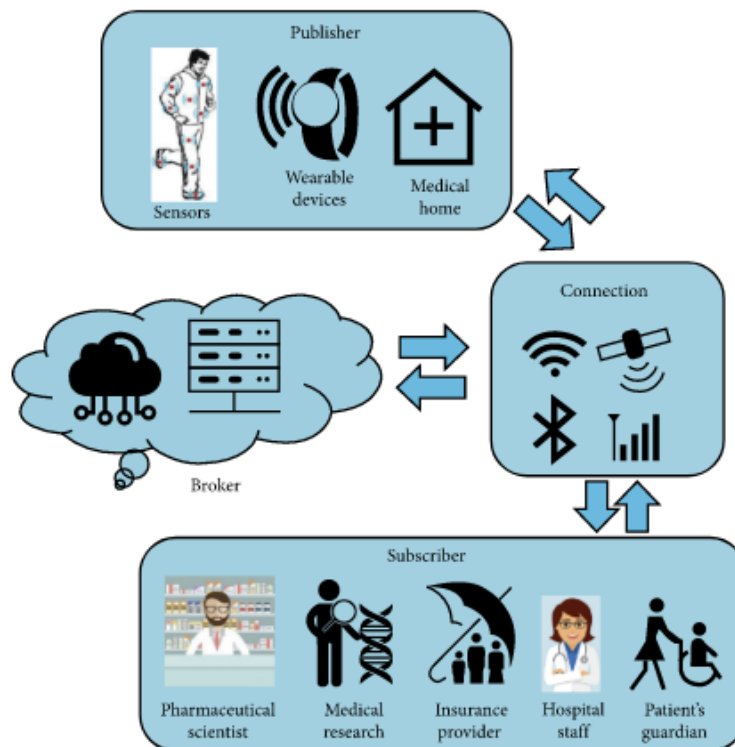 Publisher
Sensors
Wearable
devices
Medical
home
Connection
Broker
Subscriber
Pharmaceutical
scientist
Medical
research
Insurance
provider
Hospital
staff
Patient's
guardian